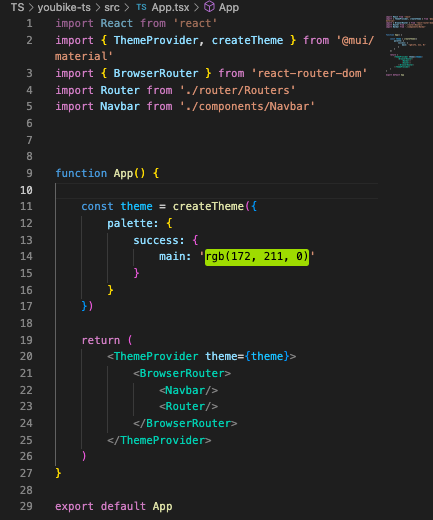 TS > youbike-ts > src > App.tsx > App
1 import React from 'react'
2 import { ThemeProvider, createTheme } from '@mui/
material'
3 import { BrowserRouter } from 'react-router-dom'
4 import Router from './router/Routers'
5 import Navbar from './components/Navbar'
6
7
8
9 function App() {
10
11 const theme = createTheme({
12 palette: {
13 success: {
14 main: 'rgb(172, 211, 0)'
15 }
16 }
17 })
18
19 return (
20 <ThemeProvider theme={theme}>
21 <BrowserRouter>
22 <Navbar/>
23 <Router/>
24 </BrowserRouter>
25 </ThemeProvider>
26 )
27 }
28
29 export default App